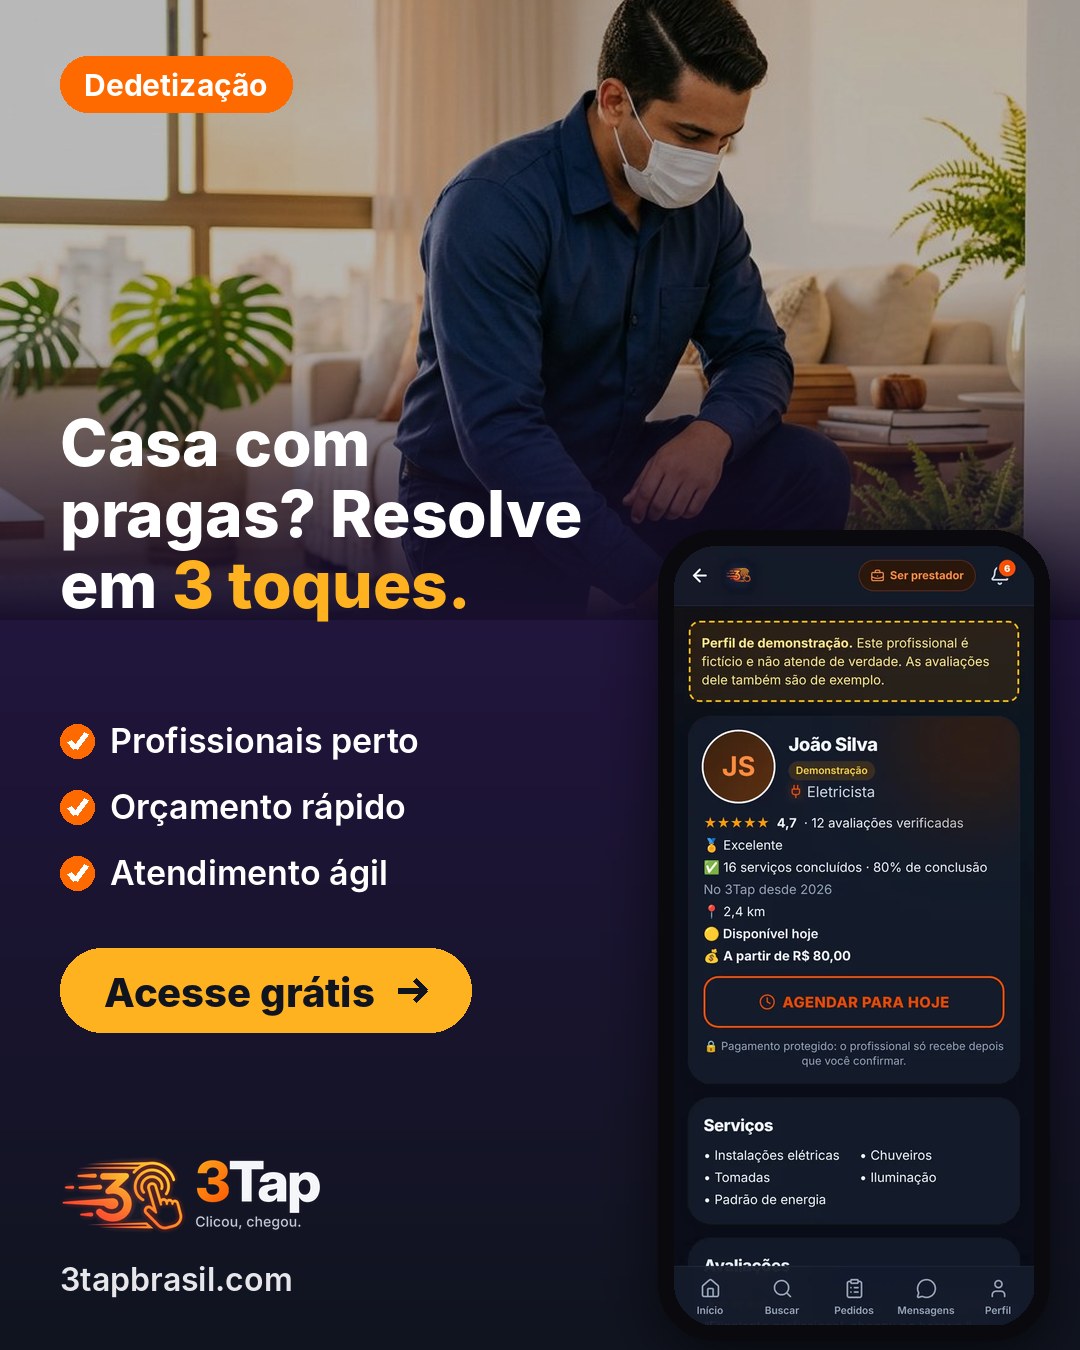 Dedetização
Casa com
pragas? Resolve
em 3 toques.
Profissionais perto
Orçamento rápido
Atendimento ágil
Acesse grátis →
3Tap
Clicou, chegou.
3tapbrasil.com
Ser prestador
6
Perfil de demonstração. Este profissional é
fictício e não atende de verdade. As avaliações
dele também são de exemplo.
JS
João Silva
Demonstração
Eletricista
★★★★★ 4,7 · 12 avaliações verificadas
🏅 Excelente
✅ 16 serviços concluídos · 80% de conclusão
No 3Tap desde 2026
📍 2,4 km
🟡 Disponível hoje
💰 A partir de R$ 80,00
AGENDAR PARA HOJE
🔒 Pagamento protegido: o profissional só recebe depois
que você confirmar.
Serviços
• Instalações elétricas • Chuveiros
• Tomadas • Iluminação
• Padrão de energia
Avaliações
Início Buscar Pedidos Mensagens Perfil